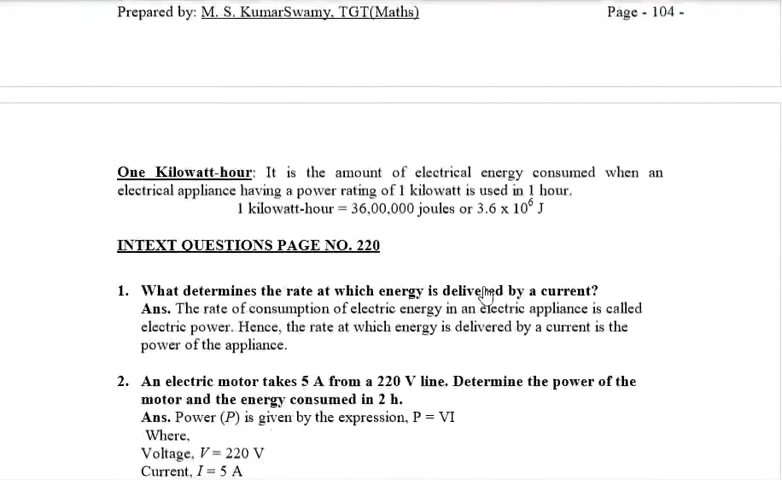 Prepared by: M. S. KumarSwamy, TGT(Maths) Page - 104 -
One Kilowatt-hour: It is the amount of electrical energy consumed when an
electrical appliance having a power rating of 1 kilowatt is used in 1 hour.
1 kilowatt-hour = 36,00,000 joules or 3.6 x 10⁶ J
INTEXT QUESTIONS PAGE NO. 220
1. What determines the rate at which energy is delivered by a current?
Ans. The rate of consumption of electric energy in an electric appliance is called
electric power. Hence, the rate at which energy is delivered by a current is the
power of the appliance.
2. An electric motor takes 5 A from a 220 V line. Determine the power of the
motor and the energy consumed in 2 h.
Ans. Power (P) is given by the expression, P = VI
Where,
Voltage, V = 220 V
Current, I = 5 A